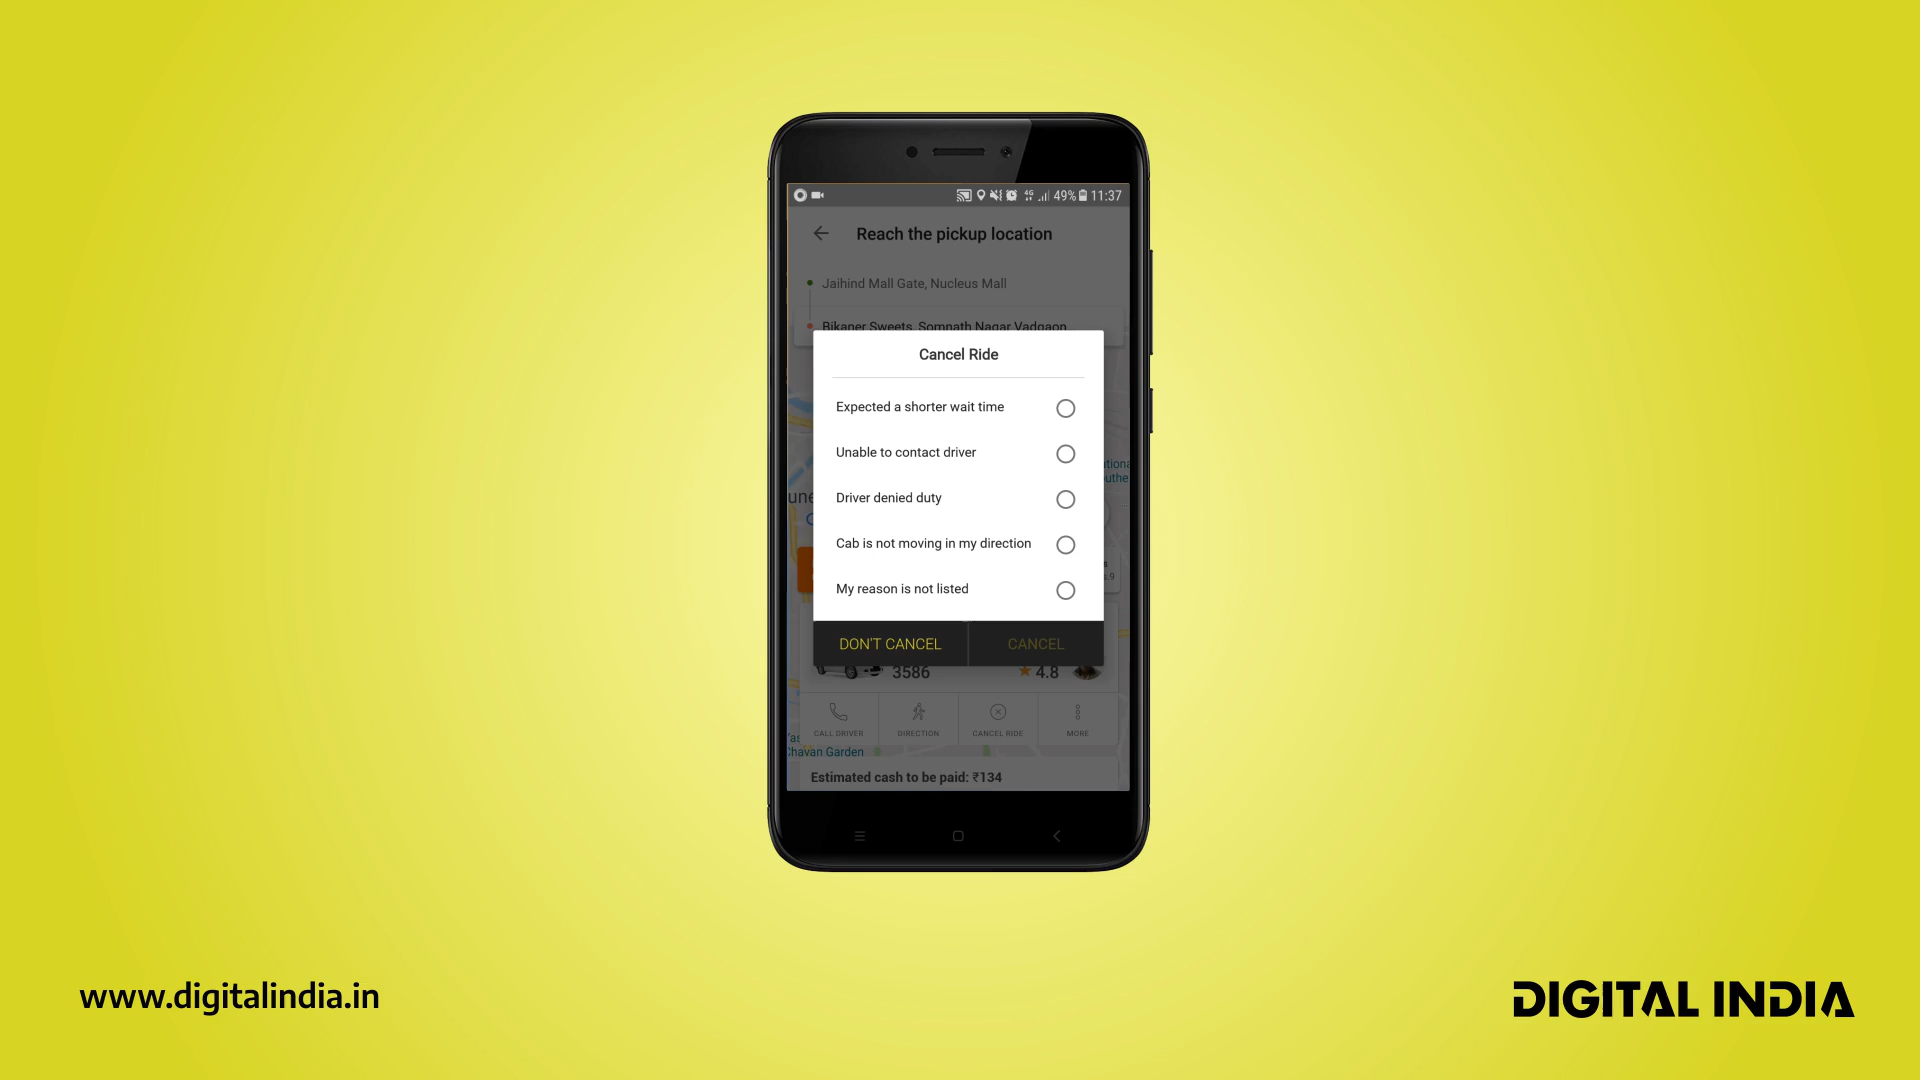 4G 49% 11:37
Reach the pickup location
Jaihind Mall Gate, Nucleus Mall
Bikaner Sweets, Somnath Nagar Vadgaon
Cancel Ride
Expected a shorter wait time
Unable to contact driver
Driver denied duty
Cab is not moving in my direction
My reason is not listed
DON'T CANCEL CANCEL
3586 4.8
CALL DRIVER DIRECTION CANCEL RIDE MORE
Chavan Garden
Estimated cash to be paid: ₹134
www.digitalindia.in DIGITAL INDIA